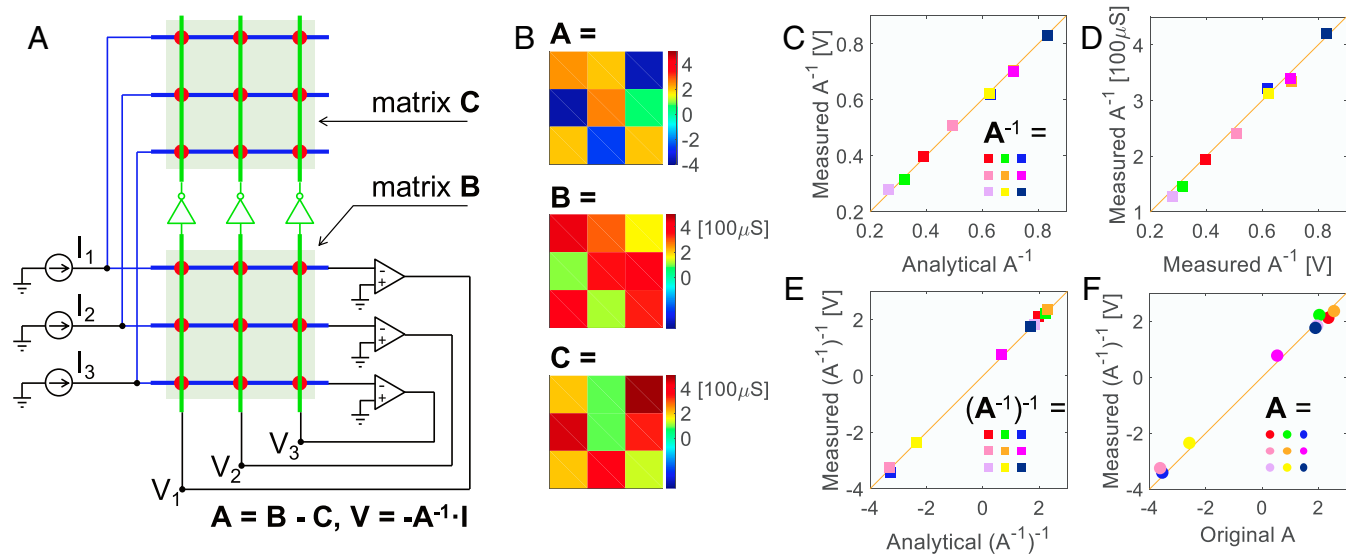 A
matrix C
matrix B
I1
I2
I3
V3
V2
V1
A = B - C, V = -A⁻¹·I
B
A =
4
2
0
-2
-4
B =
4 [100μS]
2
0
C =
4 [100μS]
2
0
C
Measured A⁻¹ [V]
0.8
0.6
0.4
0.2
0.2 0.4 0.6 0.8
Analytical A⁻¹
A⁻¹ =
D
Measured A⁻¹ [100μS]
4
3
2
1
0.2 0.4 0.6 0.8
Measured A⁻¹ [V]
E
Measured (A⁻¹)⁻¹ [V]
2
0
-2
-4
-4 -2 0 2
Analytical (A⁻¹)⁻¹
(A⁻¹)⁻¹ =
F
Measured (A⁻¹)⁻¹ [V]
2
0
-2
-4
-4 -2 0 2
Original A
A =